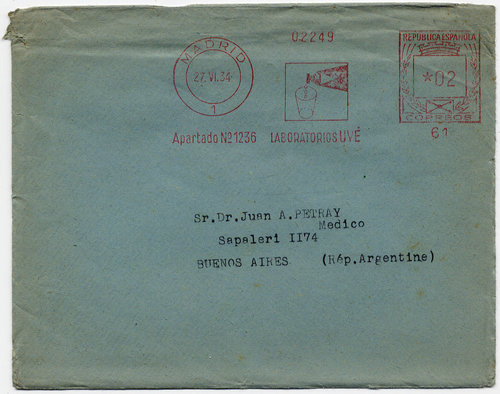 02249
MADRID
27.VI.34
1
REPUBLICA ESPAÑOLA
*02
CORREOS
61
Apartado Nº 1236 LABORATORIOS UVÉ
Sr.Dr.Juan A.PETRAY
Medico
Sapaleri II74
BUENOS AIRES (Rép.Argentine)